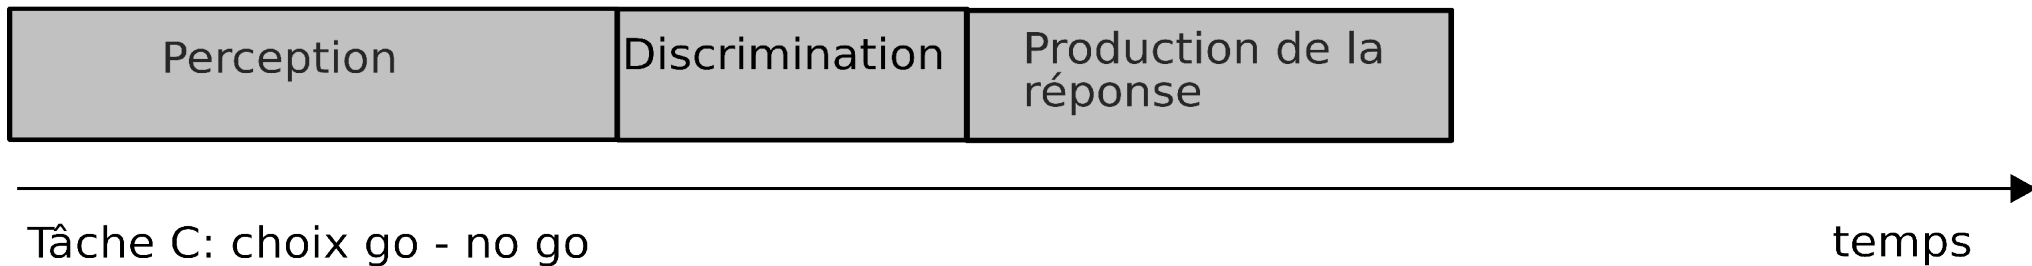 Perception
Discrimination
Production de la
réponse
Tâche C: choix go - no go
temps